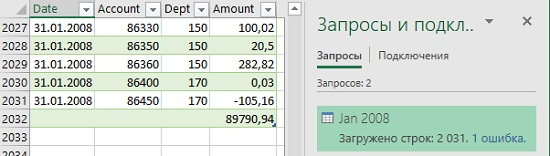 Date Account Dept Amount
2027 31.01.2008 86330 150 100,02
2028 31.01.2008 86350 150 20,5
2029 31.01.2008 86360 150 282,82
2030 31.01.2008 86400 170 0,03
2031 31.01.2008 86450 170 -105,16
2032 89790,94
2033
2034
Запросы и подкл..
Запросы Подключения
Запросов: 2
Jan 2008
Загружено строк: 2 031. 1 ошибка.